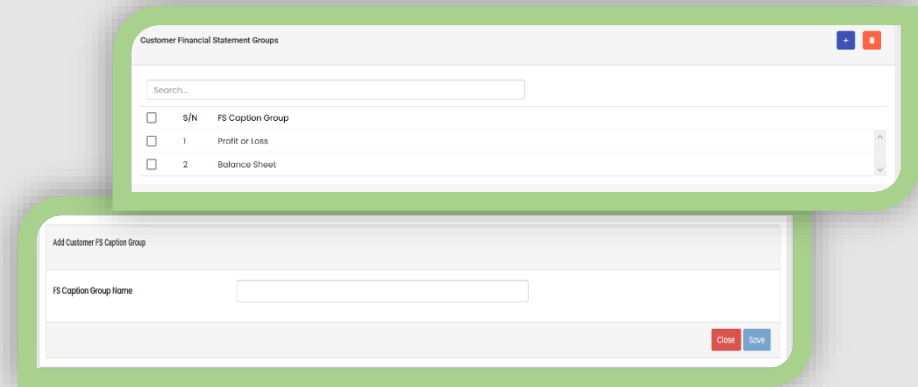 Customer Financial Statement Groups
+
Search...
S/N FS Caption Group
1 Profit or Loss
2 Balance Sheet
Add Customer FS Caption Group
FS Caption Group Name
Close Save